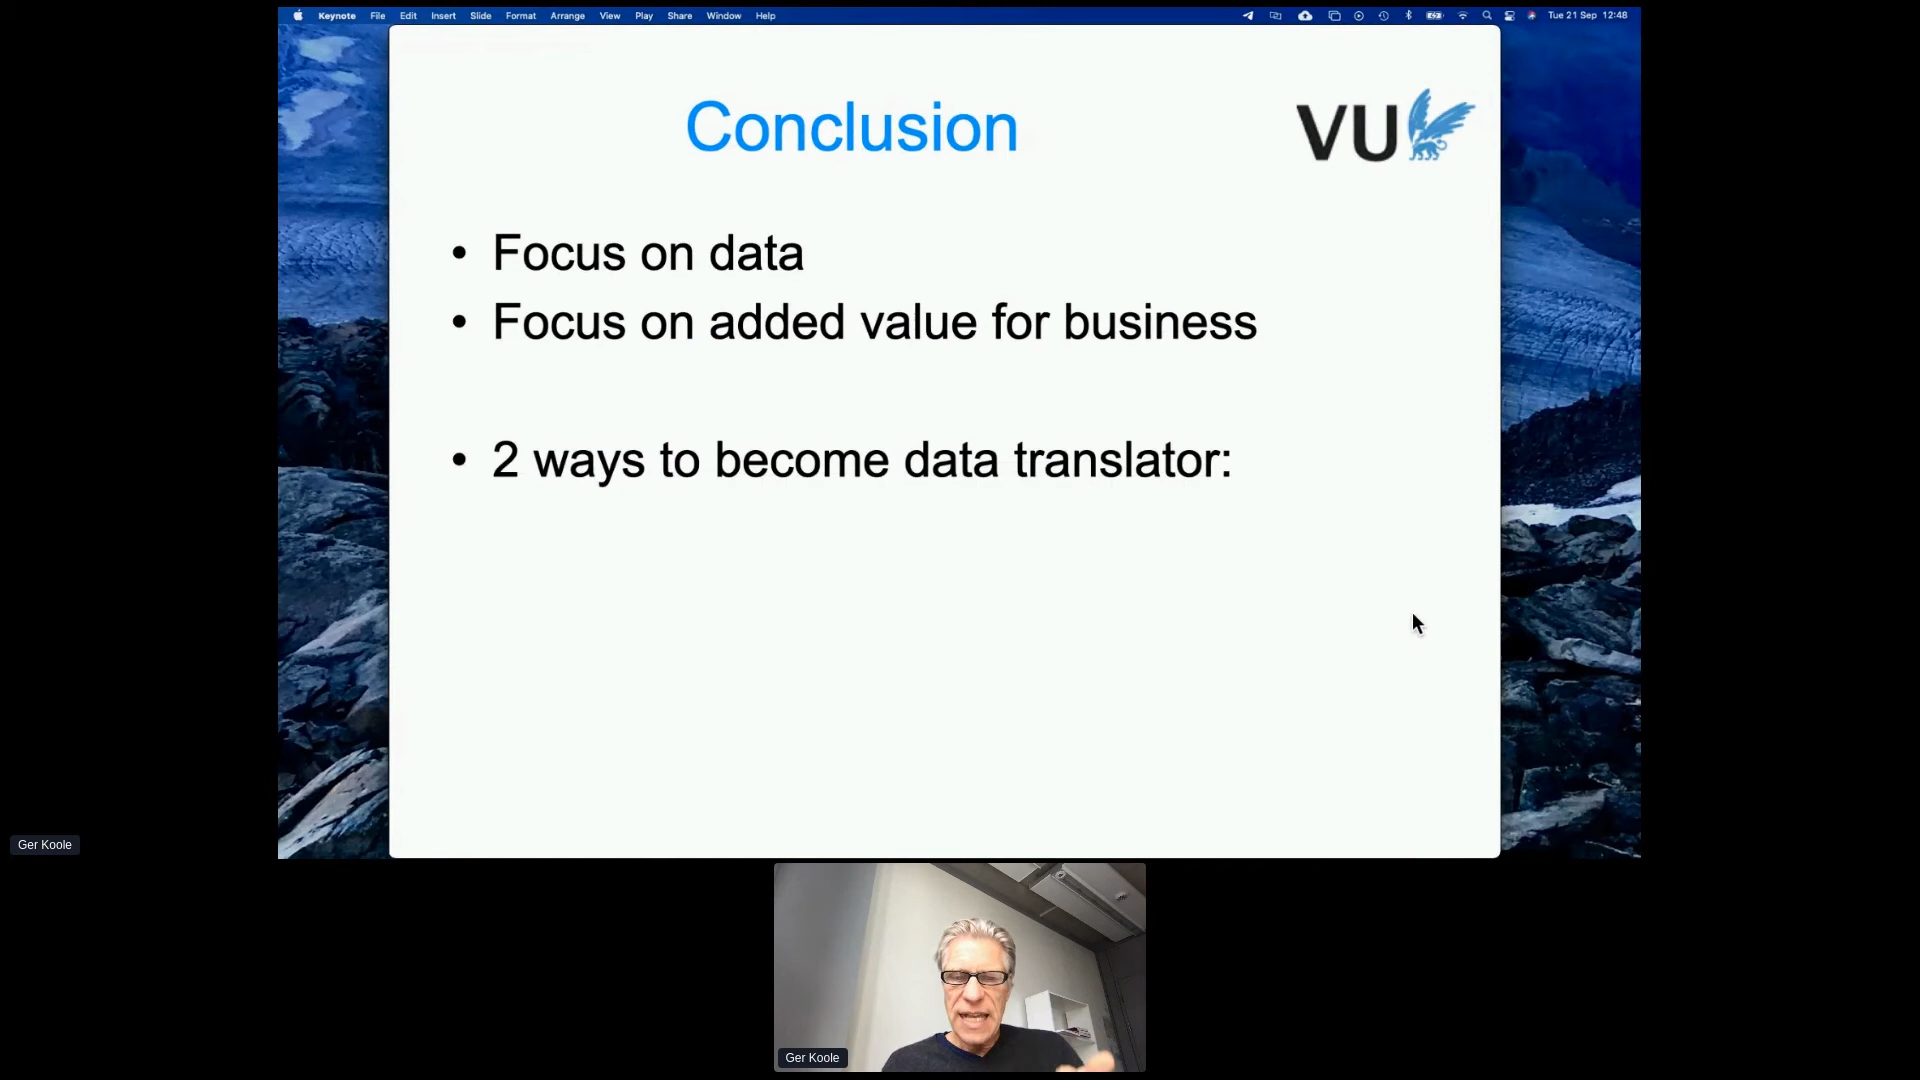 Keynote File Edit Insert Slide Format Arrange View Play Share Window Help Tue 21 Sep 12:48
Conclusion
VU
• Focus on data
• Focus on added value for business
• 2 ways to become data translator:
Ger Koole
Ger Koole